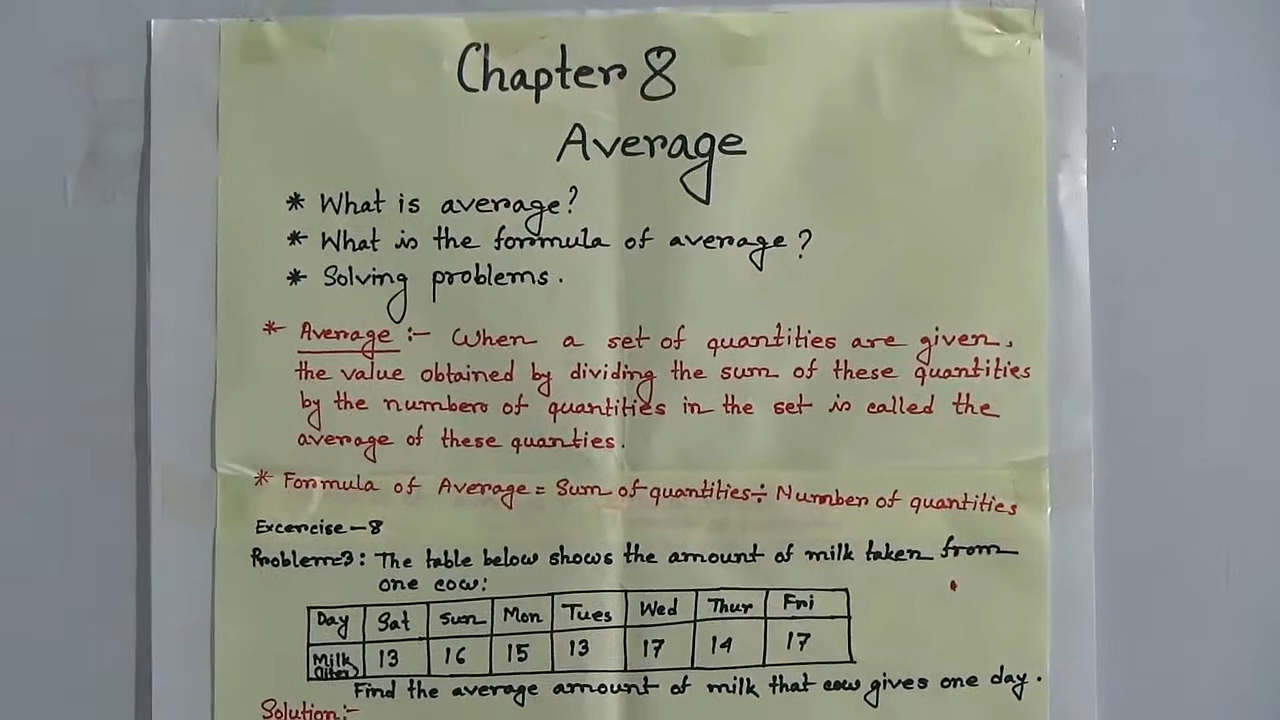 Chapter 8
Average
* What is average?
* What is the formula of average?
* Solving problems.
* Average :- When a set of quantities are given,
the value obtained by dividing the sum of these quantities
by the numbers of quantities in the set is called the
average of these quanties.
* Formula of Average = Sum of quantities ÷ Number of quantities
Excercise-8
Problem-3: The table below shows the amount of milk taken from
one cow:
Day Sat Sun Mon Tues Wed Thur Fri
Milk (liter) 13 16 15 13 17 14 17
Find the average amount of milk that cow gives one day.
Solution:-